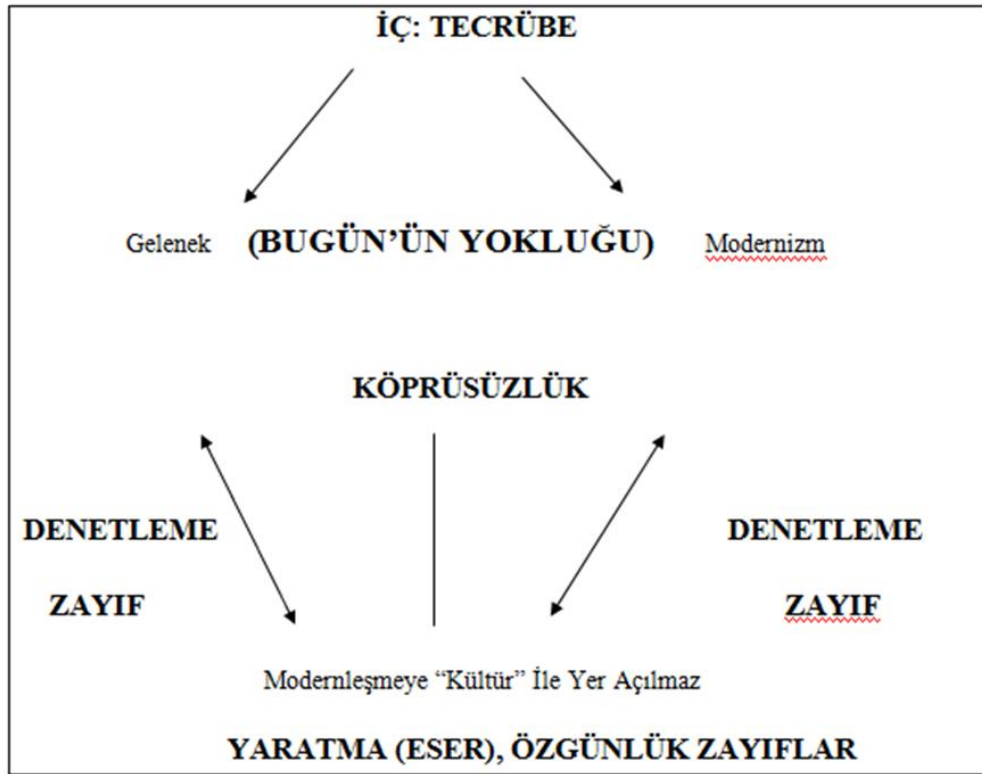 İÇ: TECRÜBE
Gelenek (BUGÜN’ÜN YOKLUĞU) Modernizm
KÖPRÜSÜZLÜK
DENETLEME DENETLEME
ZAYIF ZAYIF
Modernleşmeye “Kültür” İle Yer Açılmaz
YARATMA (ESER), ÖZGÜNLÜK ZAYIFLAR